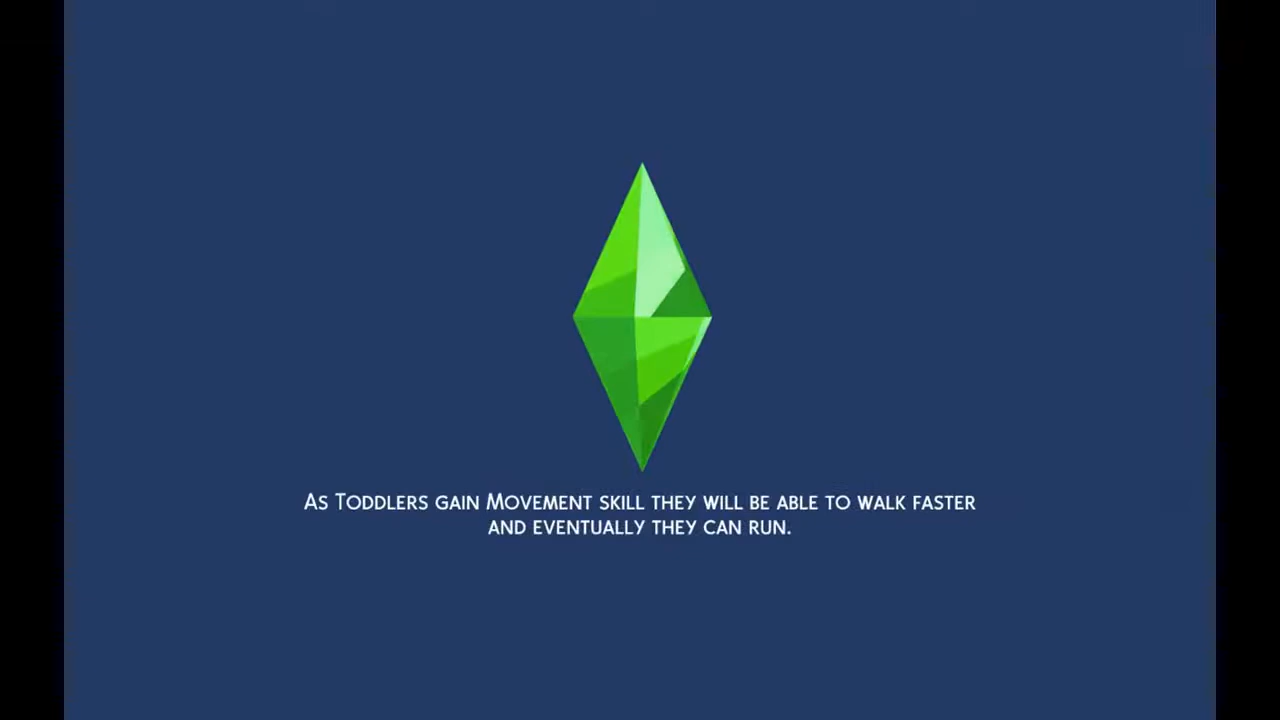 As Toddlers gain Movement skill they will be able to walk faster
and eventually they can run.